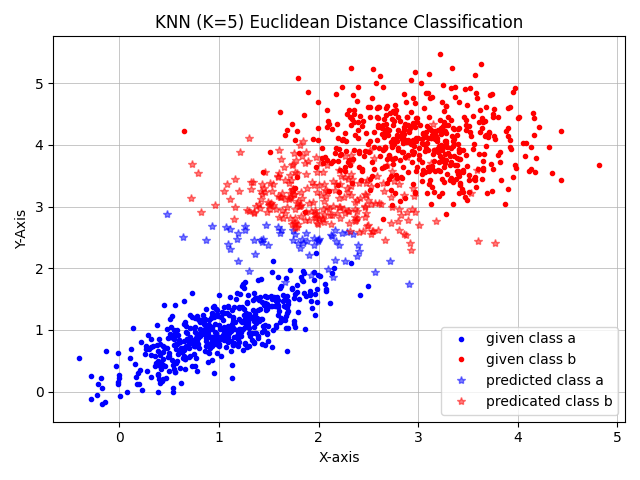 KNN (K=5) Euclidean Distance Classification
Y-Axis
5
4
3
2
1
0
given class a
given class b
predicted class a
predicated class b
0 1 2 3 4 5
X-axis